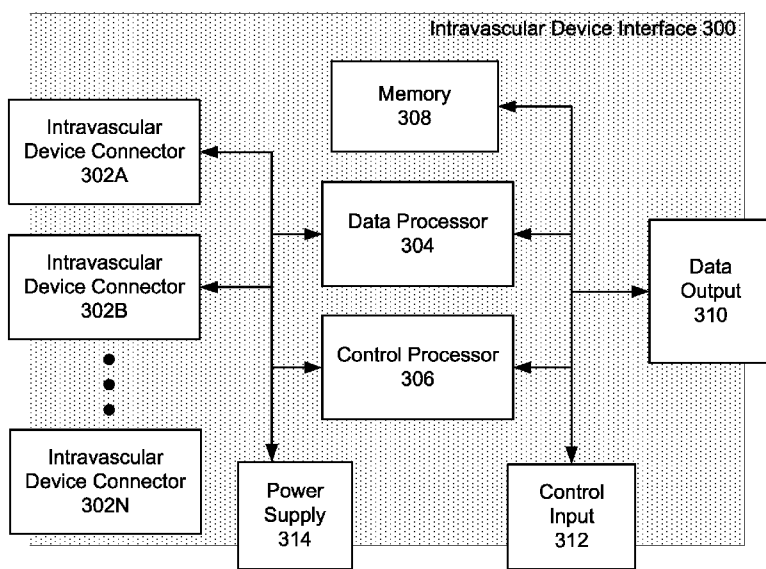 Intravascular Device Interface 300
Intravascular
Device Connector
302A
Memory
308
Data Processor
304
Intravascular
Device Connector
302B
Data
Output
310
Control Processor
306
Intravascular
Device Connector
302N
Power
Supply
314
Control
Input
312